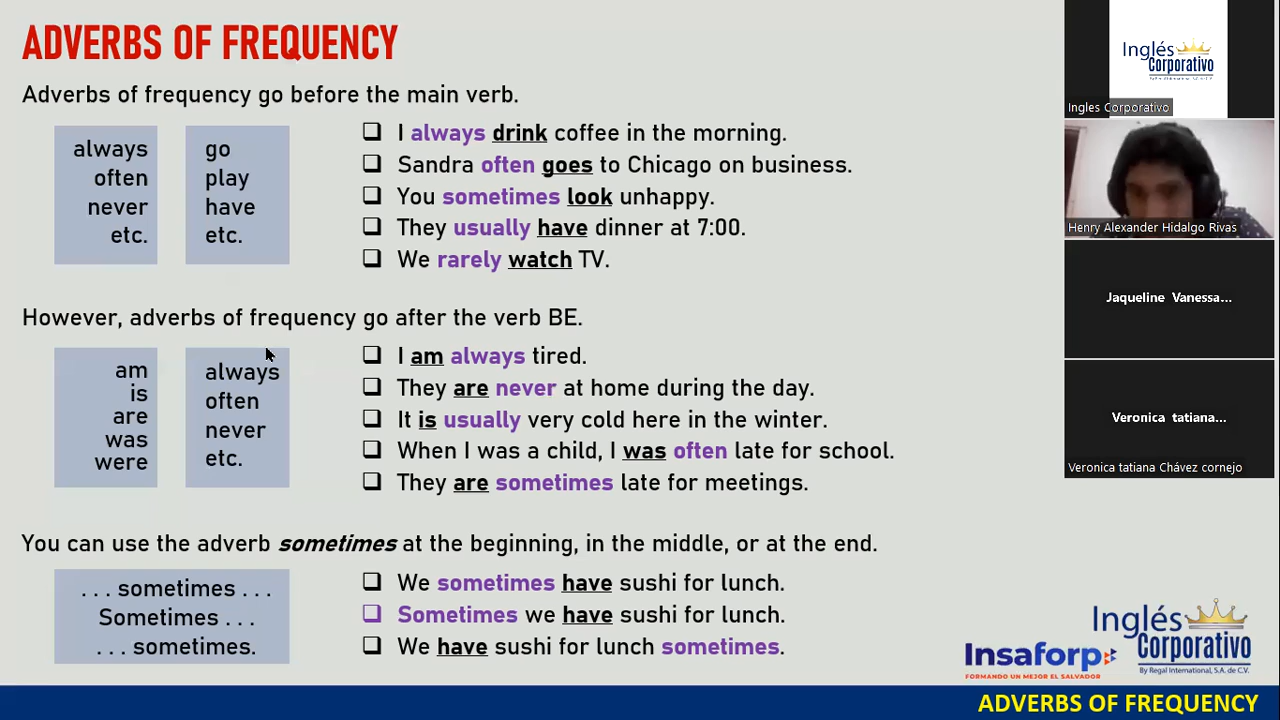 ADVERBS OF FREQUENCY
Adverbs of frequency go before the main verb.
always
often
never
etc.
go
play
have
etc.
I always drink coffee in the morning.
Sandra often goes to Chicago on business.
You sometimes look unhappy.
They usually have dinner at 7:00.
We rarely watch TV.
However, adverbs of frequency go after the verb BE.
am
is
are
was
were
always
often
never
etc.
I am always tired.
They are never at home during the day.
It is usually very cold here in the winter.
When I was a child, I was often late for school.
They are sometimes late for meetings.
You can use the adverb sometimes at the beginning, in the middle, or at the end.
. . . sometimes . . .
Sometimes . . .
. . . sometimes.
We sometimes have sushi for lunch.
Sometimes we have sushi for lunch.
We have sushi for lunch sometimes.
Insaforp
FORMANDO UN MEJOR EL SALVADOR
Inglés
Corporativo
By Regal International, S.A. de C.V.
ADVERBS OF FREQUENCY
Inglés
Corporativo
Ingles Corporativo
Henry Alexander Hidalgo Rivas
Jaqueline Vanessa...
Veronica tatiana...
Veronica tatiana Chávez cornejo